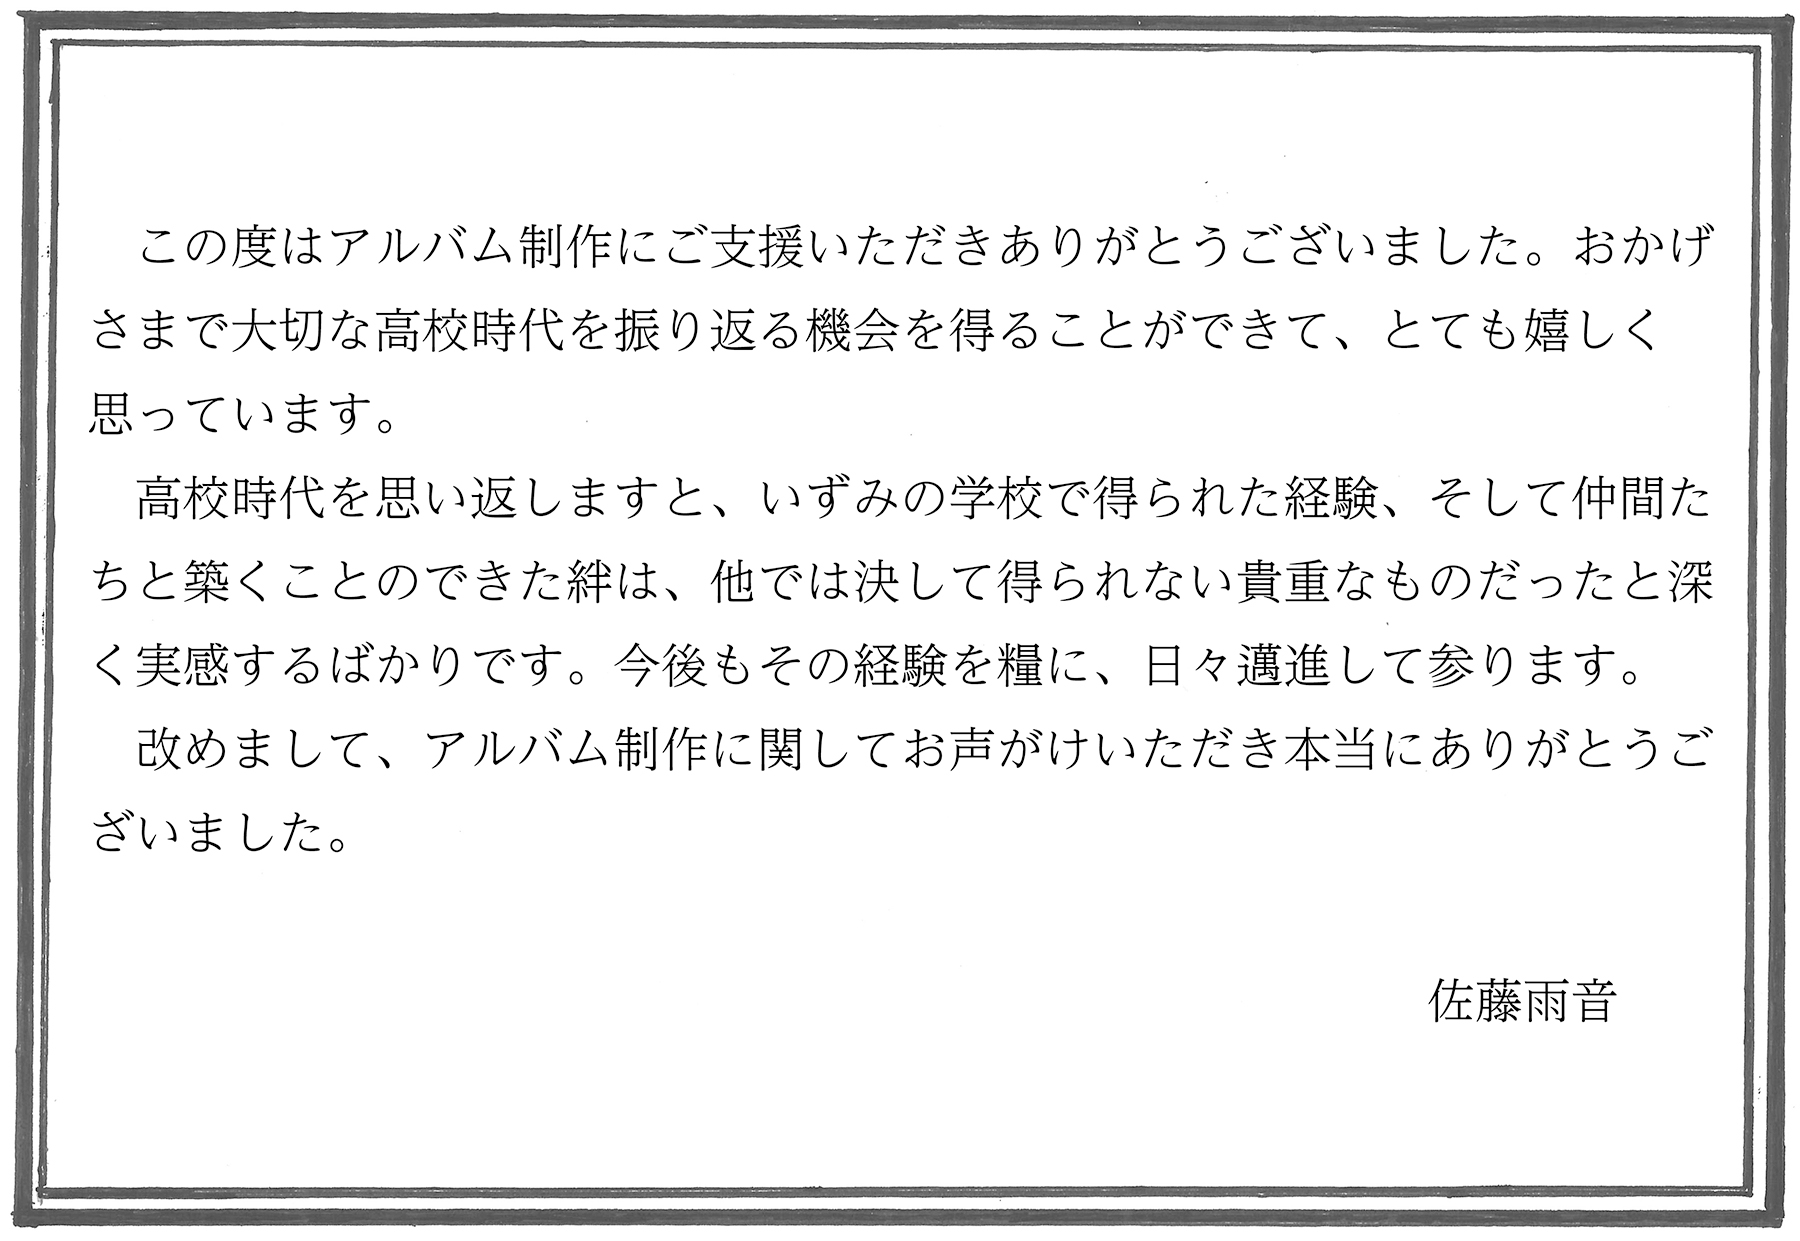 この度はアルバム制作にご支援いただきありがとうございました。おかげ
さまで大切な高校時代を振り返る機会を得ることができて、とても嬉しく
思っています。
　高校時代を思い返しますと、いずみの学校で得られた経験、そして仲間た
ちと築くことのできた絆は、他では決して得られない貴重なものだったと深
く実感するばかりです。今後もその経験を糧に、日々邁進して参ります。
　改めまして、アルバム制作に関してお声がけいただき本当にありがとうご
ざいました。
佐藤雨音